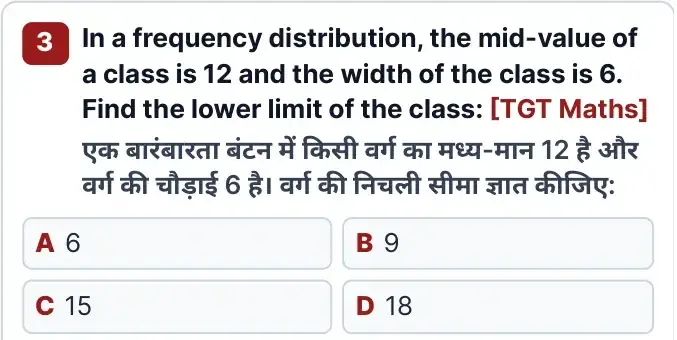 3 In a frequency distribution, the mid-value of
a class is 12 and the width of the class is 6.
Find the lower limit of the class: [TGT Maths]
एक बारंबारता बंटन में किसी वर्ग का मध्य-मान 12 है और
वर्ग की चौड़ाई 6 है। वर्ग की निचली सीमा ज्ञात कीजिए:
A 6
B 9
C 15
D 18